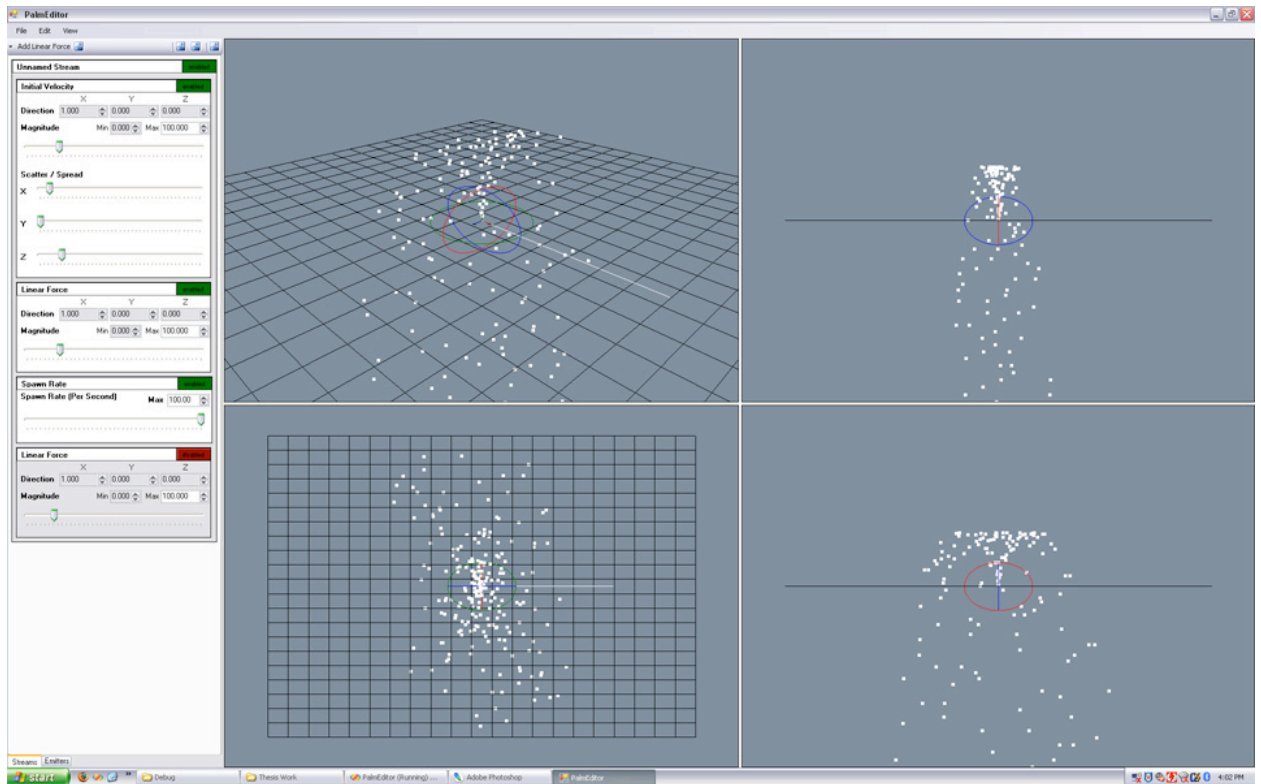 PalmEditor
File Edit View
Add Linear Force
Unnamed Stream enabled
Initial Velocity enabled
X Y Z
Direction 1.000 0.000 0.000
Magnitude Min 0.000 Max 100.000
Scatter / Spread
X
Y
Z
Linear Force enabled
X Y Z
Direction 1.000 0.000 0.000
Magnitude Min 0.000 Max 100.000
Spawn Rate enabled
Spawn Rate (Per Second) Max 100.00
Linear Force disabled
X Y Z
Direction 1.000 0.000 0.000
Magnitude Min 0.000 Max 100.000
Streams Emitters
start Debug Thesis Work PalmEditor (Running) ... Adobe Photoshop PalmEditor 4:02 PM